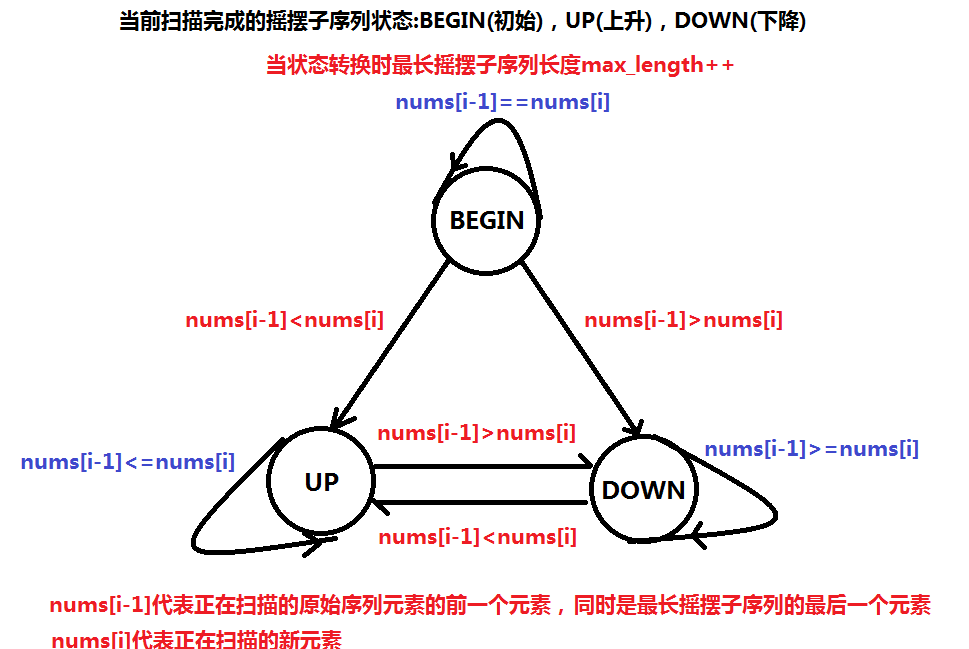 当前扫描完成的摇摆子序列状态:BEGIN(初始)，UP(上升)，DOWN(下降)
当状态转换时最长摇摆子序列长度max_length++
nums[i-1]==nums[i]
BEGIN
nums[i-1]<nums[i]
nums[i-1]>nums[i]
nums[i-1]>nums[i]
nums[i-1]<=nums[i]
nums[i-1]>=nums[i]
UP
DOWN
nums[i-1]<nums[i]
nums[i-1]代表正在扫描的原始序列元素的前一个元素，同时是最长摇摆子序列的最后一个元素
nums[i]代表正在扫描的新元素